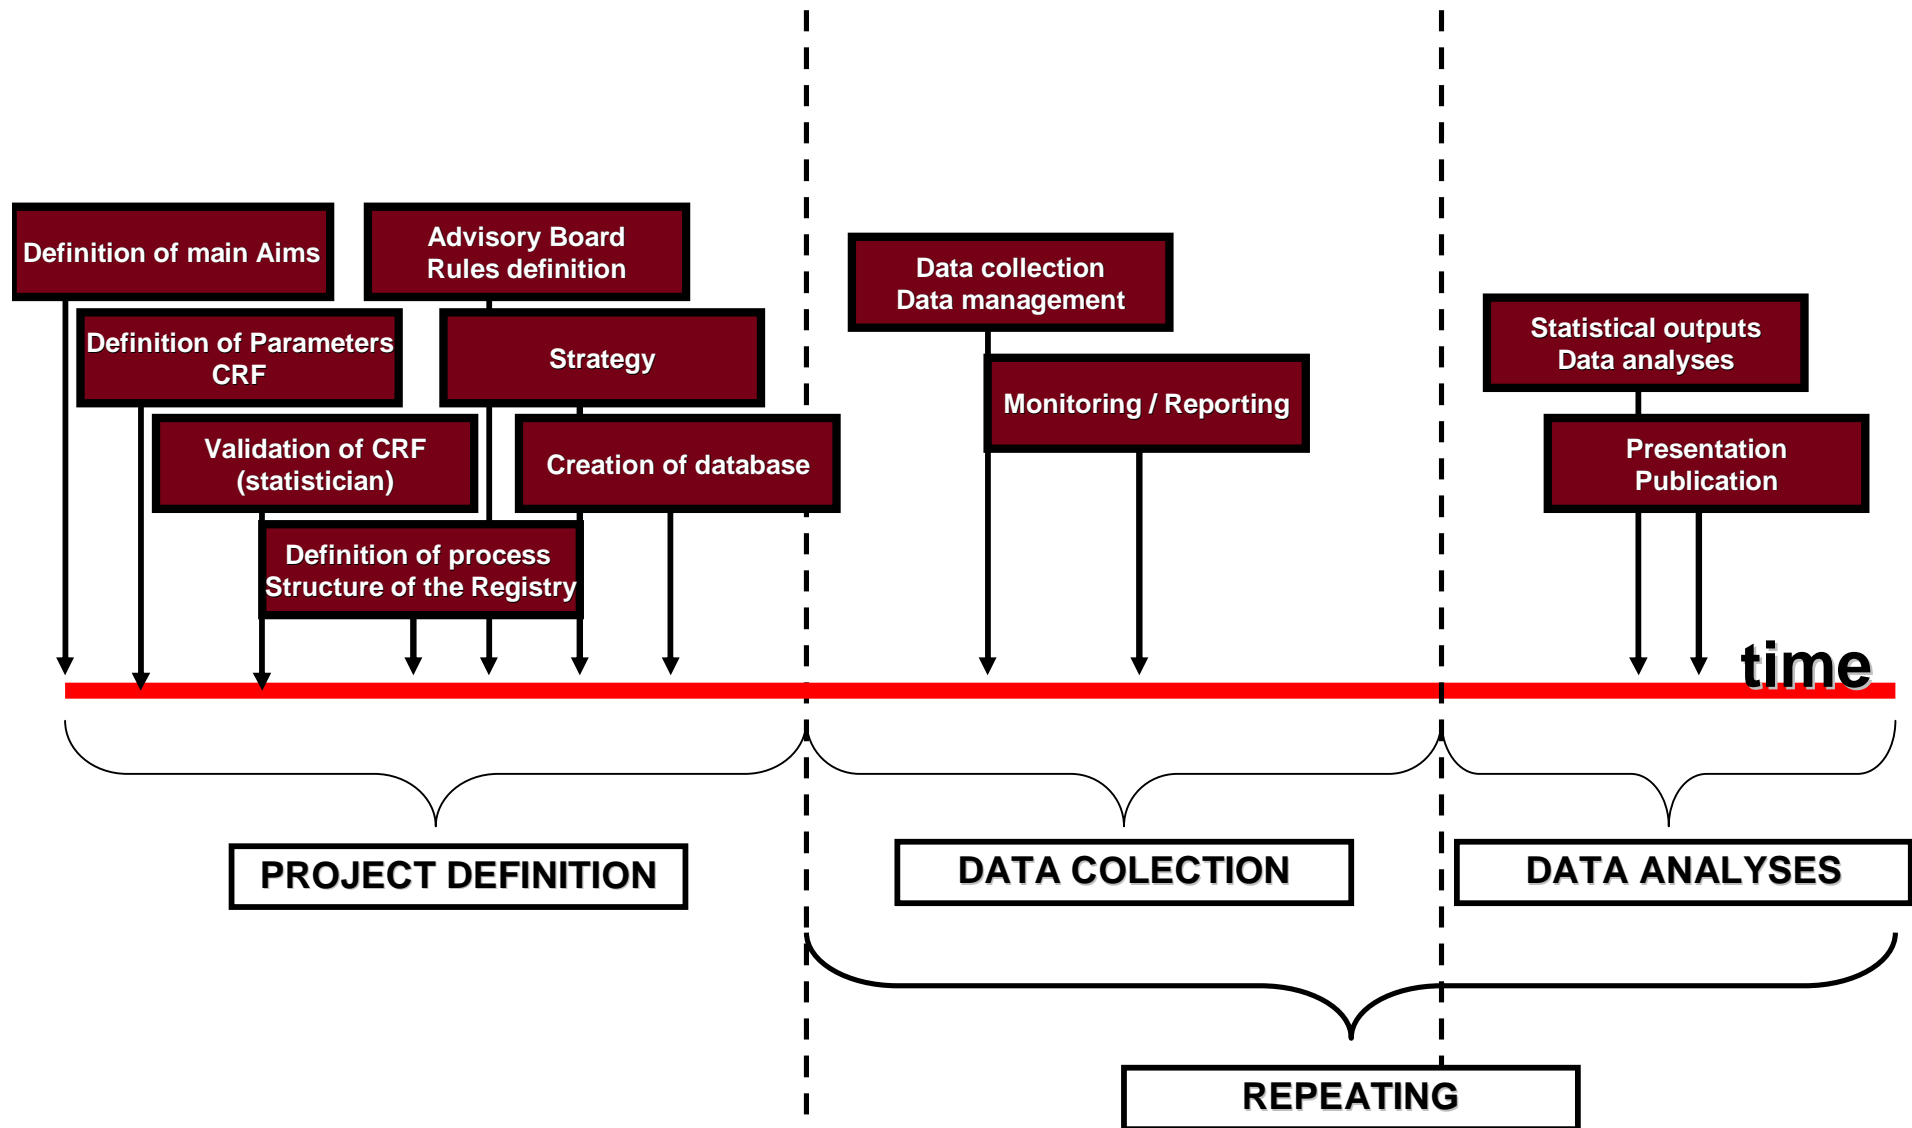 Definition of main Aims
Definition of Parameters
CRF
Validation of CRF
(statistician)
Definition of process
Structure of the Registry
Advisory Board
Rules definition
Strategy
Creation of database
Data collection
Data management
Monitoring / Reporting
Statistical outputs
Data analyses
Presentation
Publication
time
PROJECT DEFINITION
DATA COLECTION
DATA ANALYSES
REPEATING